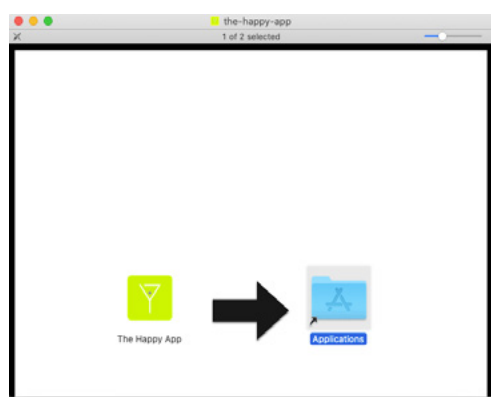 the-happy-app
1 of 2 selected
The Happy App
Applications